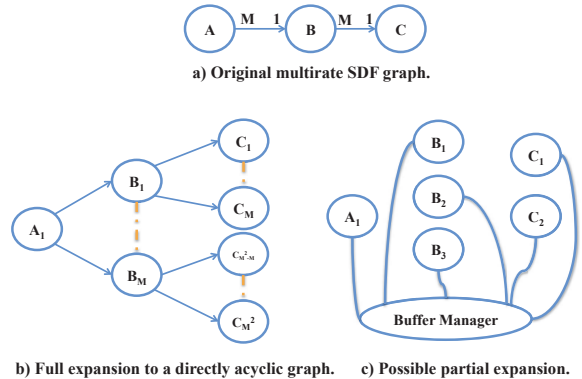 A M 1 B M 1 C
a) Original multirate SDF graph.
A1
B1
BM
C1
CM
CM²-M
CM²
b) Full expansion to a directly acyclic graph.
A1
B1
B2
B3
C1
C2
Buffer Manager
c) Possible partial expansion.